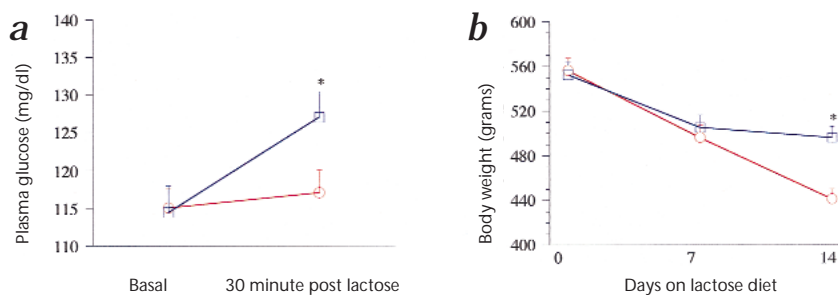 a
Plasma glucose (mg/dl)
140
135
130
125
120
115
110
*
Basal
30 minute post lactose
b
Body weight (grams)
600
560
520
480
440
400
*
0
7
14
Days on lactose diet